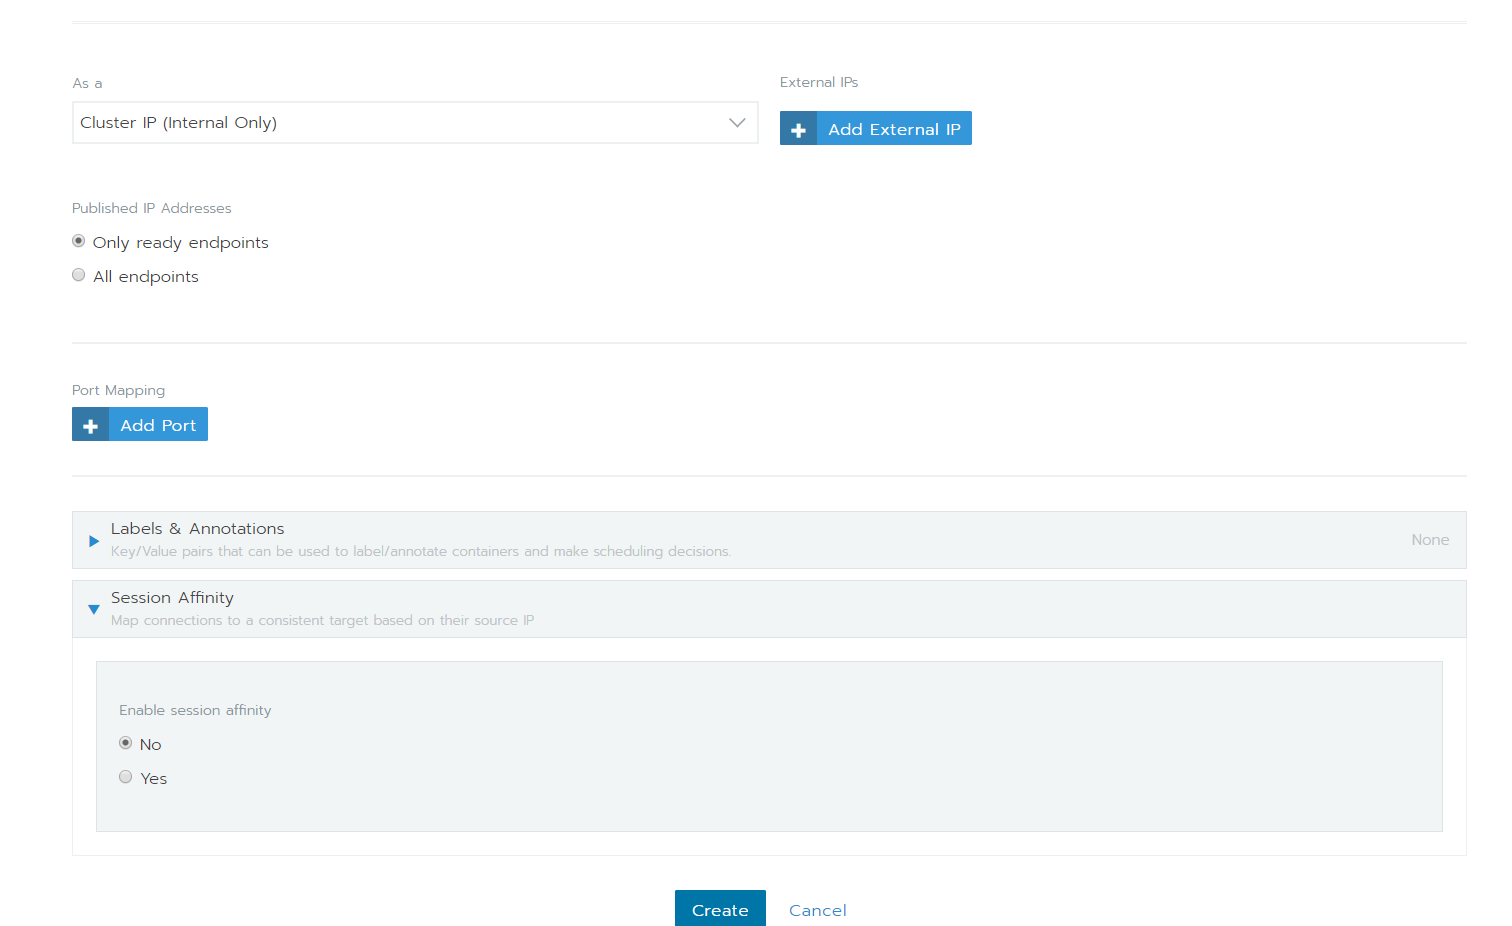 As a
External IPs
Cluster IP (Internal Only)
Add External IP
Published IP Addresses
Only ready endpoints
All endpoints
Port Mapping
Add Port
Labels & Annotations
Key/Value pairs that can be used to label/annotate containers and make scheduling decisions.
None
Session Affinity
Map connections to a consistent target based on their source IP
Enable session affinity
No
Yes
Create
Cancel